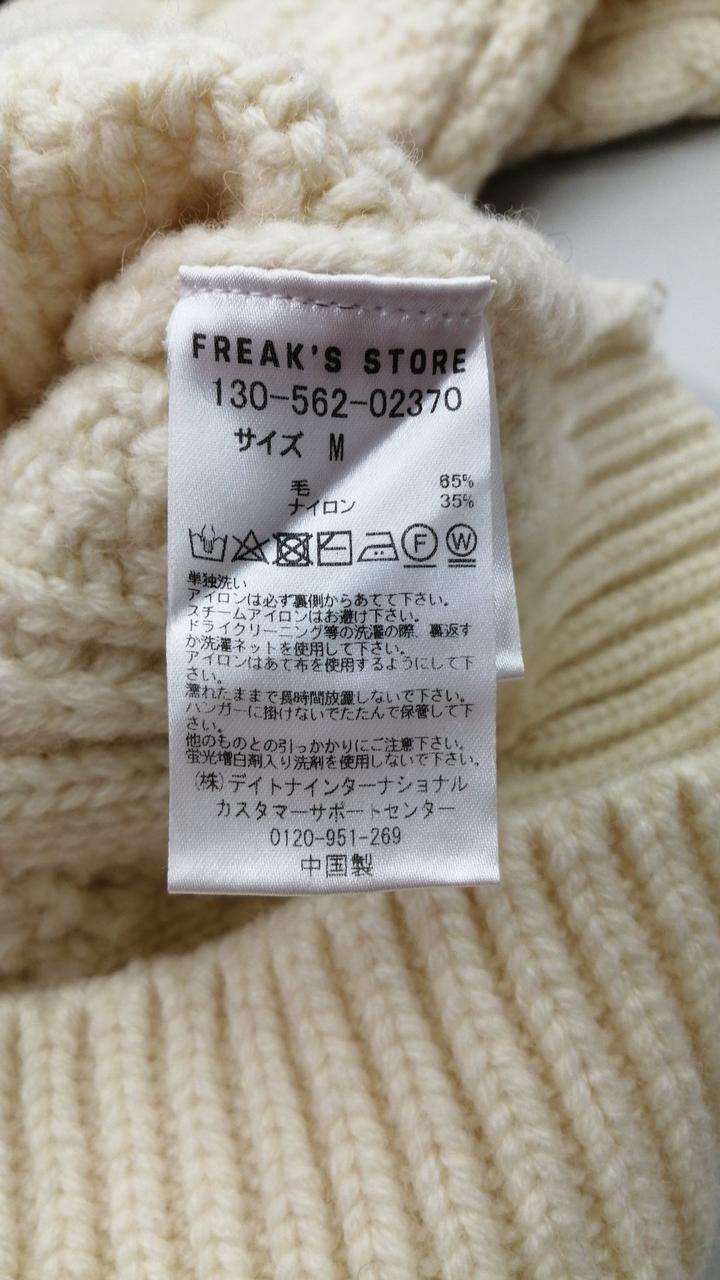 FREAK'S STORE
130-562-02370
サイズ M
毛 65%
ナイロン 35%
F W
単独洗い
アイロンは必ず裏側からあてて下さい。
スチームアイロンはお避け下さい。
ドライクリーニング等の洗濯の際、裏返す
か洗濯ネットを使用して下さい。
アイロンはあて布を使用するようにして下
さい。
濡れたままで長時間放置しないで下さい。
ハンガーに掛けないでたたんで保管して下
さい。
他のものとの引っかかりにご注意下さい。
蛍光増白剤入り洗剤を使用しないで下さい。
(株)デイトナインターナショナル
カスタマーサポートセンター
0120-951-269
中国製